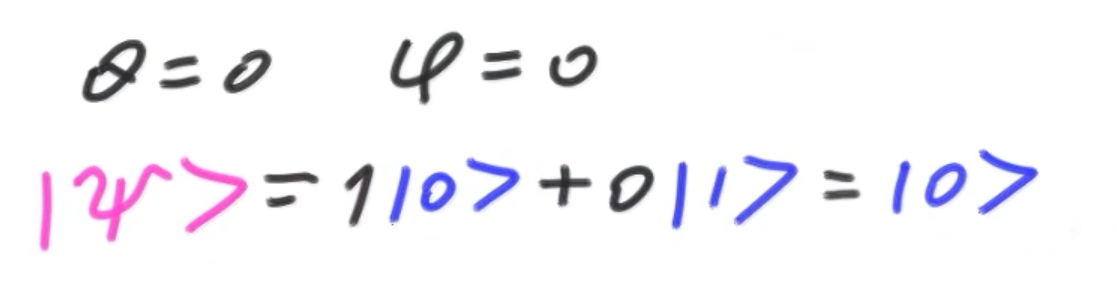 θ = 0 φ = 0
|ψ> = 1|0> + 0|1> = |0>